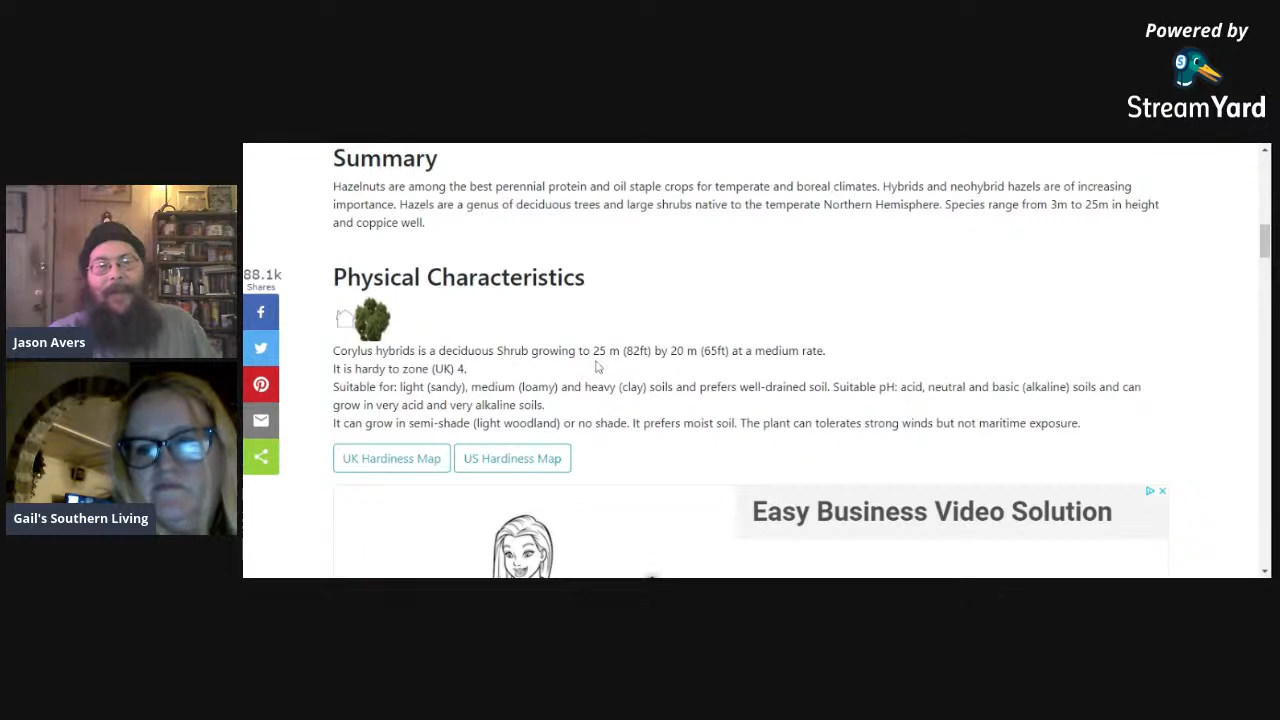 Powered by
StreamYard
Summary
Hazelnuts are among the best perennial protein and oil staple crops for temperate and boreal climates. Hybrids and neohybrid hazels are of increasing
importance. Hazels are a genus of deciduous trees and large shrubs native to the temperate Northern Hemisphere. Species range from 3m to 25m in height
and coppice well.
88.1k
Shares
Physical Characteristics
Corylus hybrids is a deciduous Shrub growing to 25 m (82ft) by 20 m (65ft) at a medium rate.
It is hardy to zone (UK) 4.
Suitable for: light (sandy), medium (loamy) and heavy (clay) soils and prefers well-drained soil. Suitable pH: acid, neutral and basic (alkaline) soils and can
grow in very acid and very alkaline soils.
It can grow in semi-shade (light woodland) or no shade. It prefers moist soil. The plant can tolerates strong winds but not maritime exposure.
UK Hardiness Map
US Hardiness Map
Easy Business Video Solution
Jason Avers
Gail's Southern Living